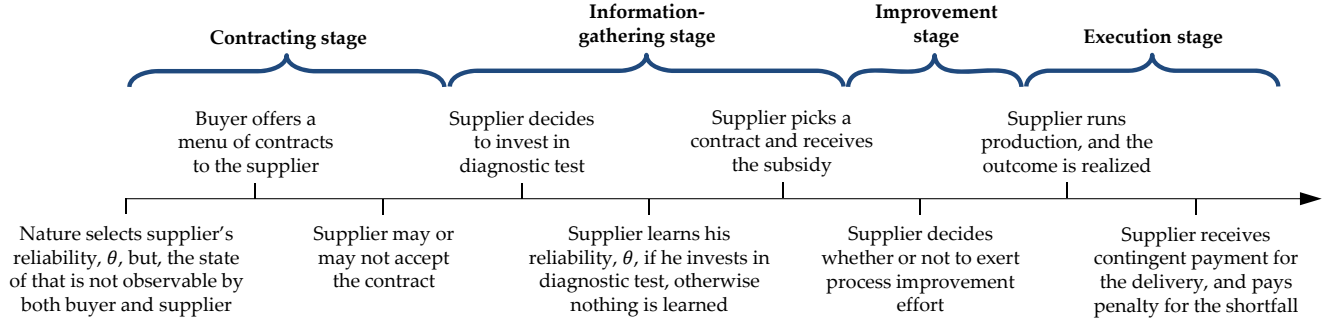 Contracting stage
Information-
gathering stage
Improvement
stage
Execution stage
Buyer offers a
menu of contracts
to the supplier
Supplier decides
to invest in
diagnostic test
Supplier picks a
contract and receives
the subsidy
Supplier runs
production, and the
outcome is realized
Nature selects supplier’s
reliability, θ, but, the state
of that is not observable by
both buyer and supplier
Supplier may or
may not accept
the contract
Supplier learns his
reliability, θ, if he invests in
diagnostic test, otherwise
nothing is learned
Supplier decides
whether or not to exert
process improvement
effort
Supplier receives
contingent payment for
the delivery, and pays
penalty for the shortfall